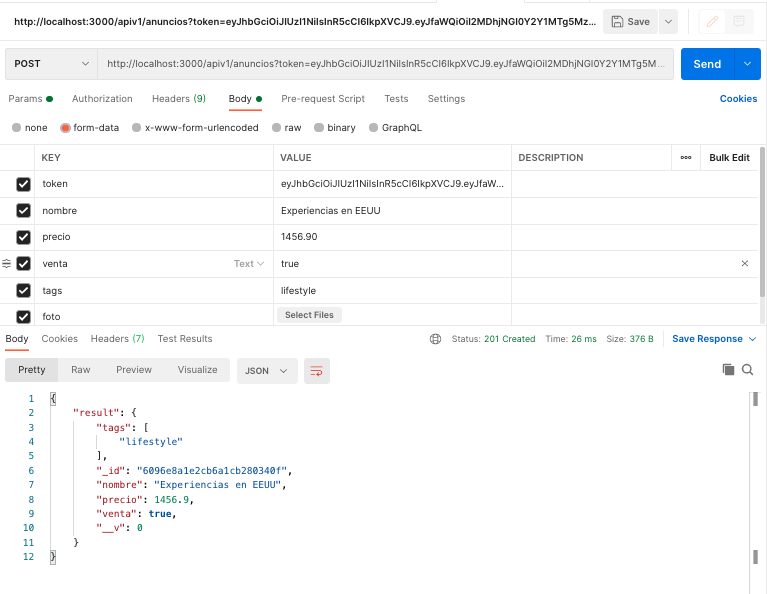 http://localhost:3000/apiv1/anuncios?token=eyJhbGciOiJIUzI1NiIsInR5cCI6IkpXVCJ9.eyJfaWQiOiI2MDhjNGI0Y2Y1MTg5Mz... Save
POST http://localhost:3000/apiv1/anuncios?token=eyJhbGciOiJIUzI1NiIsInR5cCI6IkpXVCJ9.eyJfaWQiOiI2MDhjNGI0Y2Y1MTg5M... Send
Params Authorization Headers (9) Body Pre-request Script Tests Settings Cookies
none form-data x-www-form-urlencoded raw binary GraphQL
KEY VALUE DESCRIPTION ooo Bulk Edit
token eyJhbGciOiJIUzI1NiIsInR5cCI6IkpXVCJ9.eyJfaW...
nombre Experiencias en EEUU
precio 1456.90
venta Text true
tags lifestyle
foto Select Files
Body Cookies Headers (7) Test Results Status: 201 Created Time: 26 ms Size: 376 B Save Response
Pretty Raw Preview Visualize JSON
1 {
2 "result": {
3 "tags": [
4 "lifestyle"
5 ],
6 "_id": "6096e8a1e2cb6a1cb280340f",
7 "nombre": "Experiencias en EEUU",
8 "precio": 1456.9,
9 "venta": true,
10 "__v": 0
11 }
12 }